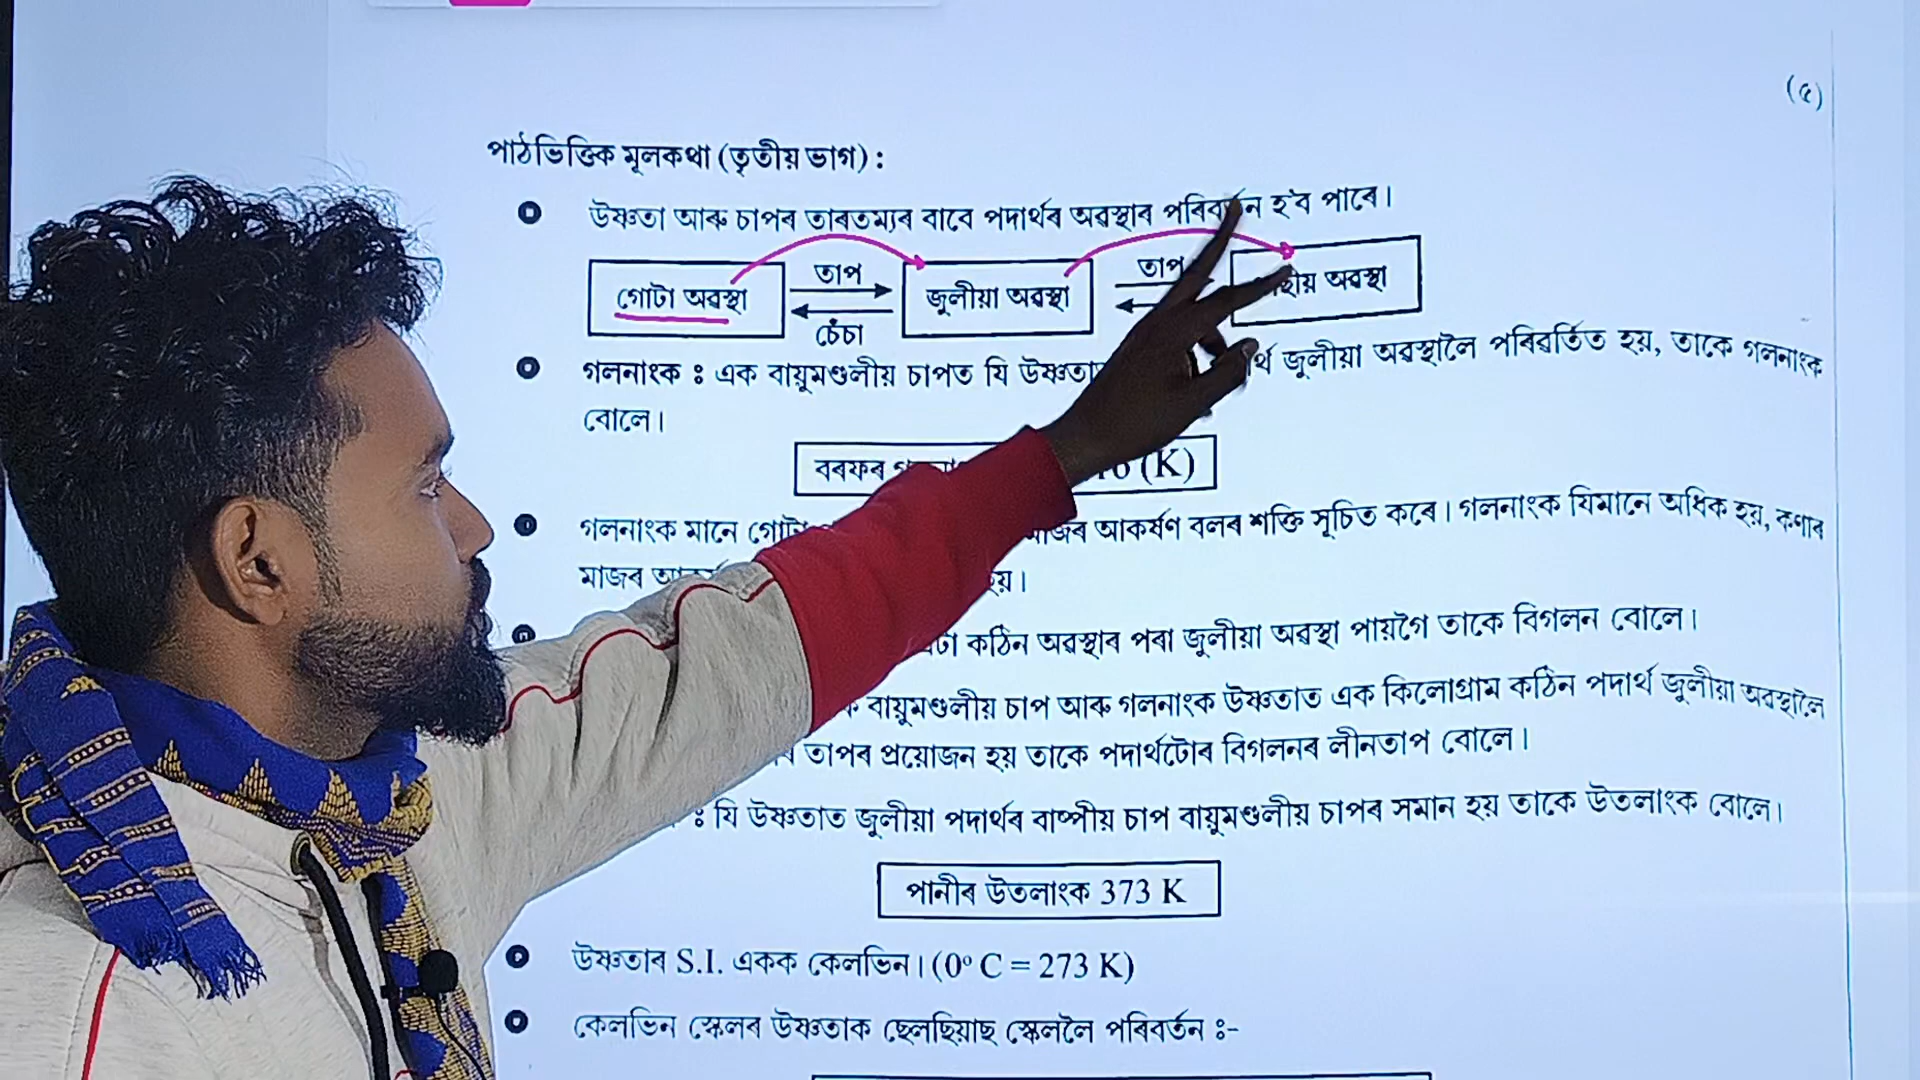 (৫)
পাঠভিত্তিক মূলকথা (তৃতীয় ভাগ) :
উষ্ণতা আৰু চাপৰ তাৰতম্যৰ বাবে পদাৰ্থৰ অৱস্থাৰ পৰিবৰ্তন হ'ব পাৰে।
গোটা অৱস্থা তাপ জুলীয়া অৱস্থা তাপ অৱস্থা
চেঁচা
গলনাংক ঃ এক বায়ুমণ্ডলীয় চাপত যি জুলীয়া অৱস্থালৈ পৰিৱৰ্তিত হয়, তাকে গলনাংক
বোলে।
বৰফৰ (K)
গলনাংক মানে গোটা আকৰ্ষণ বলৰ শক্তি সূচিত কৰে। গলনাংক যিমানে অধিক হয়, কণাৰ
মাজৰ হয়।
কঠিন অৱস্থাৰ পৰা জুলীয়া অৱস্থা পায়গৈ তাকে বিগলন বোলে।
বায়ুমণ্ডলীয় চাপ আৰু গলনাংক উষ্ণতাত এক কিলোগ্ৰাম কঠিন পদাৰ্থ জুলীয়া অৱস্থালৈ
তাপৰ প্ৰয়োজন হয় তাকে পদাৰ্থটোৰ বিগলনৰ লীনতাপ বোলে।
ঃ যি উষ্ণতাত জুলীয়া পদাৰ্থৰ বাষ্পীয় চাপ বায়ুমণ্ডলীয় চাপৰ সমান হয় তাকে উতলাংক বোলে।
পানীৰ উতলাংক 373 K
উষ্ণতাৰ S.I. একক কেলভিন। (0° C = 273 K)
কেলভিন স্কেলৰ উষ্ণতাক ছেলছিয়াছ স্কেললৈ পৰিবৰ্তন ঃ-